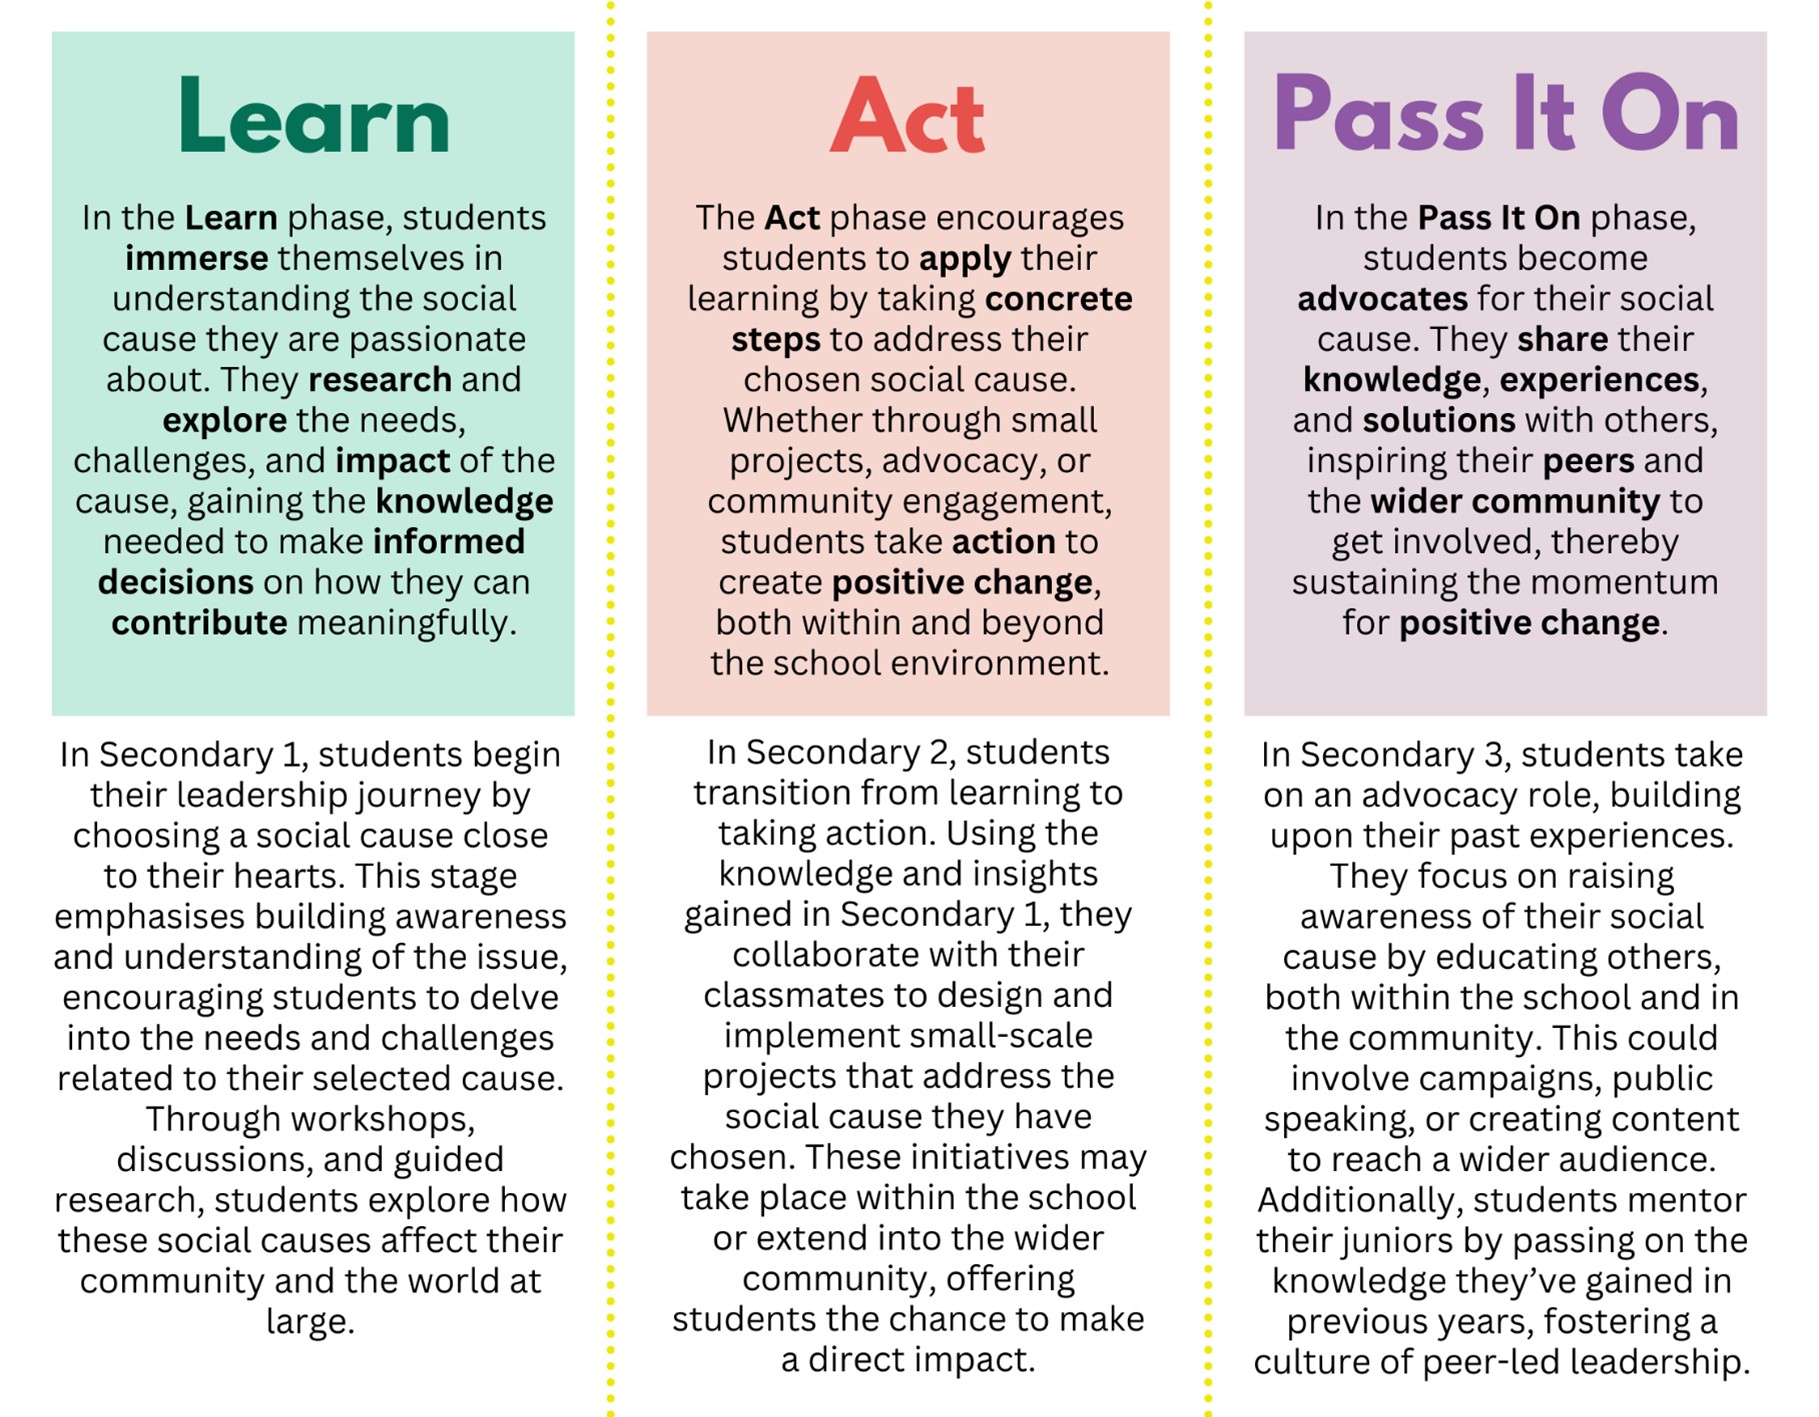 Learn
In the Learn phase, students
immerse themselves in
understanding the social
cause they are passionate
about. They research and
explore the needs,
challenges, and impact of the
cause, gaining the knowledge
needed to make informed
decisions on how they can
contribute meaningfully.
In Secondary 1, students begin
their leadership journey by
choosing a social cause close
to their hearts. This stage
emphasises building awareness
and understanding of the issue,
encouraging students to delve
into the needs and challenges
related to their selected cause.
Through workshops,
discussions, and guided
research, students explore how
these social causes affect their
community and the world at
large.
Act
The Act phase encourages
students to apply their
learning by taking concrete
steps to address their
chosen social cause.
Whether through small
projects, advocacy, or
community engagement,
students take action to
create positive change,
both within and beyond
the school environment.
In Secondary 2, students
transition from learning to
taking action. Using the
knowledge and insights
gained in Secondary 1, they
collaborate with their
classmates to design and
implement small-scale
projects that address the
social cause they have
chosen. These initiatives may
take place within the school
or extend into the wider
community, offering
students the chance to make
a direct impact.
Pass It On
In the Pass It On phase,
students become
advocates for their social
cause. They share their
knowledge, experiences,
and solutions with others,
inspiring their peers and
the wider community to
get involved, thereby
sustaining the momentum
for positive change.
In Secondary 3, students take
on an advocacy role, building
upon their past experiences.
They focus on raising
awareness of their social
cause by educating others,
both within the school and in
the community. This could
involve campaigns, public
speaking, or creating content
to reach a wider audience.
Additionally, students mentor
their juniors by passing on the
knowledge they’ve gained in
previous years, fostering a
culture of peer-led leadership.